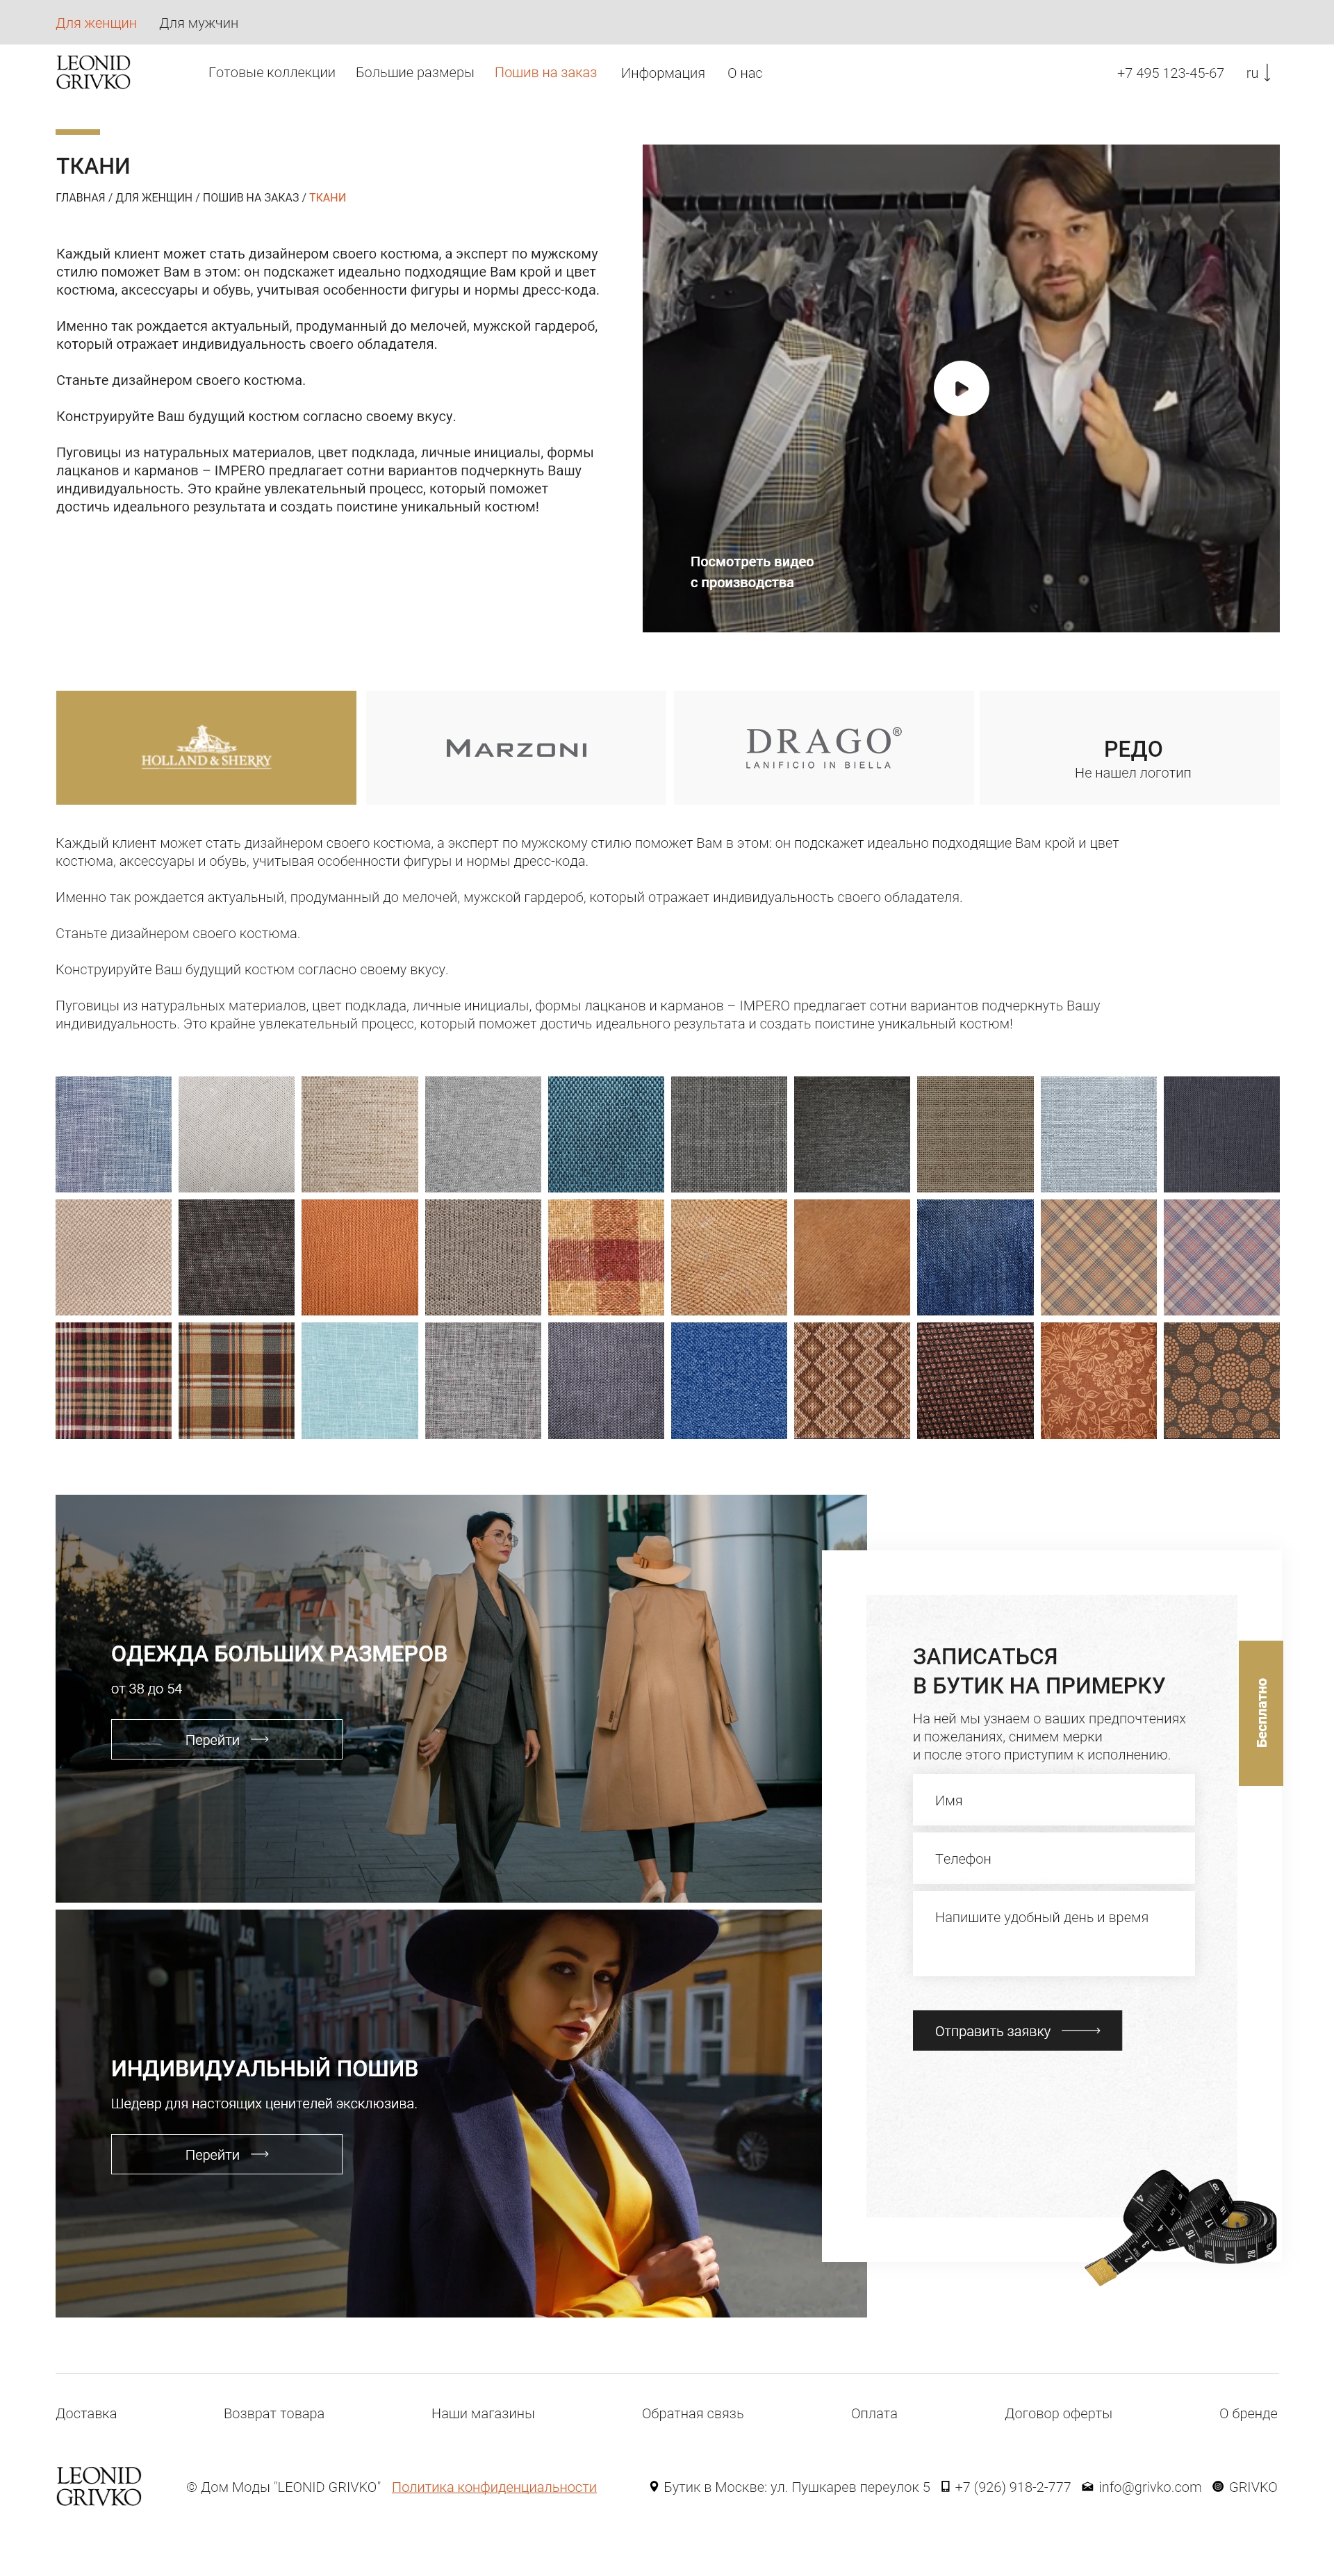 Для женщин Для мужчин
LEONID
GRIVKO
Готовые коллекции Большие размеры Пошив на заказ Информация О нас +7 495 123-45-67 ru
ТКАНИ
ГЛАВНАЯ / ДЛЯ ЖЕНЩИН / ПОШИВ НА ЗАКАЗ / ТКАНИ
Каждый клиент может стать дизайнером своего костюма, а эксперт по мужскому
стилю поможет Вам в этом: он подскажет идеально подходящие Вам крой и цвет
костюма, аксессуары и обувь, учитывая особенности фигуры и нормы дресс-кода.
Именно так рождается актуальный, продуманный до мелочей, мужской гардероб,
который отражает индивидуальность своего обладателя.
Станьте дизайнером своего костюма.
Конструируйте Ваш будущий костюм согласно своему вкусу.
Пуговицы из натуральных материалов, цвет подклада, личные инициалы, формы
лацканов и карманов – IMPERO предлагает сотни вариантов подчеркнуть Вашу
индивидуальность. Это крайне увлекательный процесс, который поможет
достичь идеального результата и создать поистине уникальный костюм!
Посмотреть видео
с производства
HOLLAND & SHERRY
MARZONI
DRAGO®
LANIFICIO IN BIELLA
РЕДО
Не нашел логотип
Каждый клиент может стать дизайнером своего костюма, а эксперт по мужскому стилю поможет Вам в этом: он подскажет идеально подходящие Вам крой и цвет
костюма, аксессуары и обувь, учитывая особенности фигуры и нормы дресс-кода.
Именно так рождается актуальный, продуманный до мелочей, мужской гардероб, который отражает индивидуальность своего обладателя.
Станьте дизайнером своего костюма.
Конструируйте Ваш будущий костюм согласно своему вкусу.
Пуговицы из натуральных материалов, цвет подклада, личные инициалы, формы лацканов и карманов – IMPERO предлагает сотни вариантов подчеркнуть Вашу
индивидуальность. Это крайне увлекательный процесс, который поможет достичь идеального результата и создать поистине уникальный костюм!
ОДЕЖДА БОЛЬШИХ РАЗМЕРОВ
от 38 до 54
Перейти
ИНДИВИДУАЛЬНЫЙ ПОШИВ
Шедевр для настоящих ценителей эксклюзива.
Перейти
ЗАПИСАТЬСЯ
В БУТИК НА ПРИМЕРКУ
На ней мы узнаем о ваших предпочтениях
и пожеланиях, снимем мерки
и после этого приступим к исполнению.
Бесплатно
Имя
Телефон
Напишите удобный день и время
Отправить заявку
Доставка Возврат товара Наши магазины Обратная связь Оплата Договор оферты О бренде
LEONID
GRIVKO
© Дом Моды "LEONID GRIVKO" Политика конфиденциальности Бутик в Москве: ул. Пушкарев переулок 5 +7 (926) 918-2-777 info@grivko.com GRIVKO